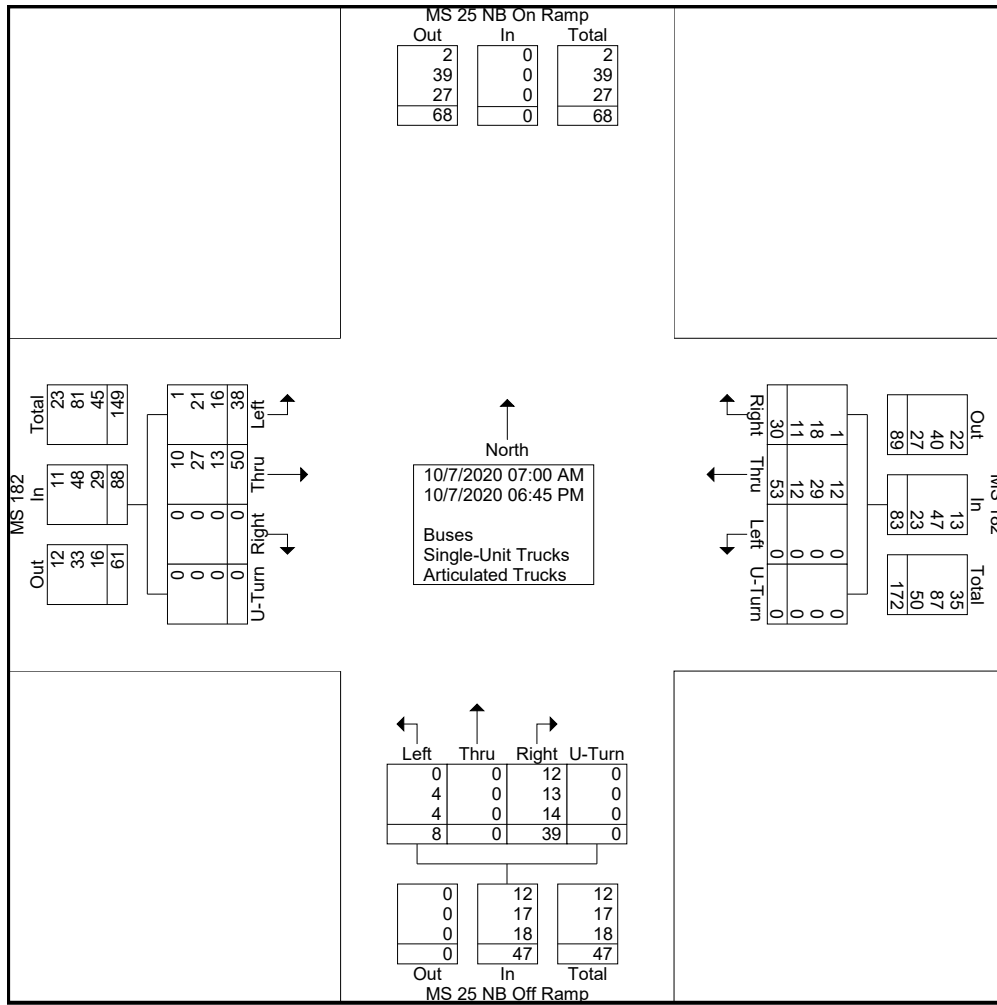 MS 25 NB On Ramp
Out In Total
2 0 2
39 0 39
27 0 27
68 0 68
MS 182
Total
23 81 45 149
In
11 48 29 88
Out
12 33 16 61
Left
1 21 16 38
Thru
10 27 13 50
Right
0 0 0 0
U-Turn
0 0 0 0
North
10/7/2020 07:00 AM
10/7/2020 06:45 PM
Buses
Single-Unit Trucks
Articulated Trucks
Right
1 18 11 30
Thru
12 29 12 53
Left
0 0 0 0
U-Turn
0 0 0 0
Out
22 40 27 89
In
13 47 23 83
Total
35 87 50 172
MS 182
Left Thru Right U-Turn
0 0 12 0
4 0 13 0
4 0 14 0
8 0 39 0
0 12 12
0 17 17
0 18 18
0 47 47
Out In Total
MS 25 NB Off Ramp